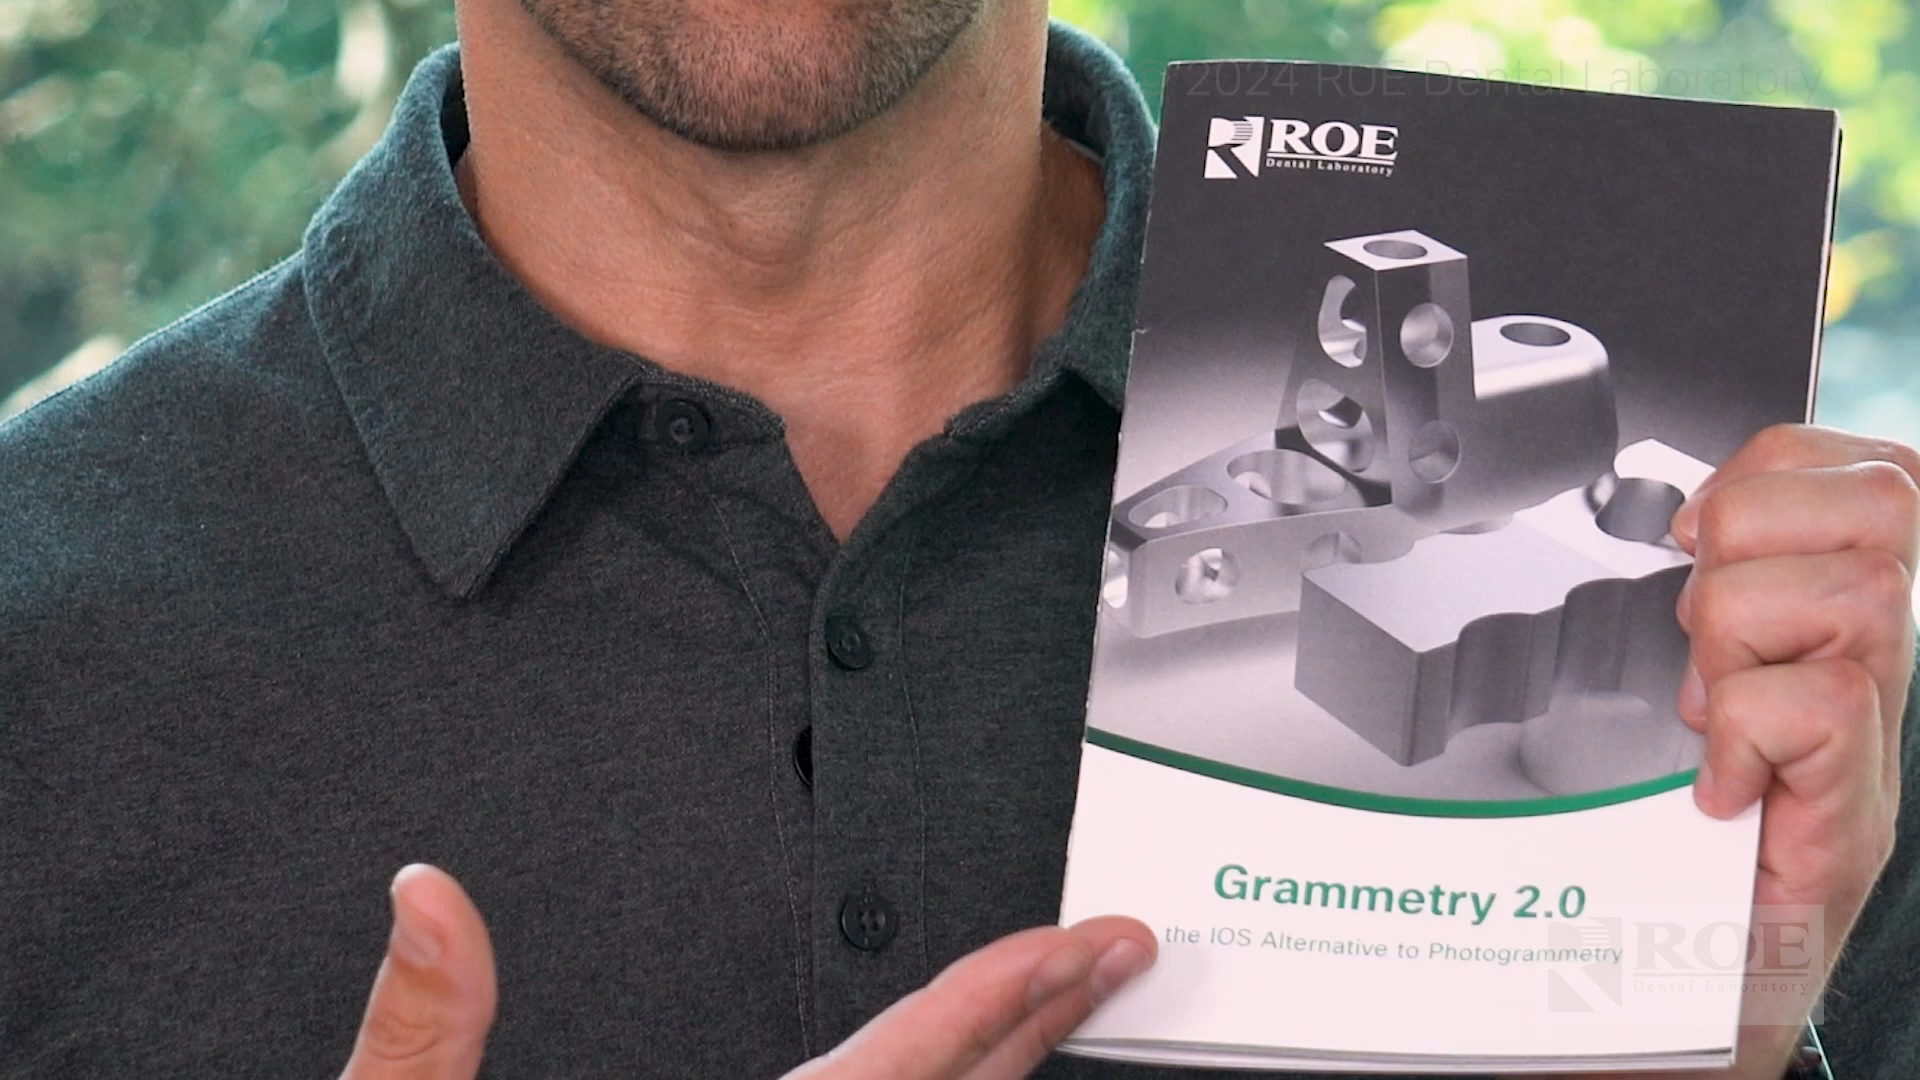 © 2024 ROE Dental Laboratory
ROE
Dental Laboratory
Grammetry 2.0
the IOS Alternative to Photogrammetry
ROE
Dental Laboratory